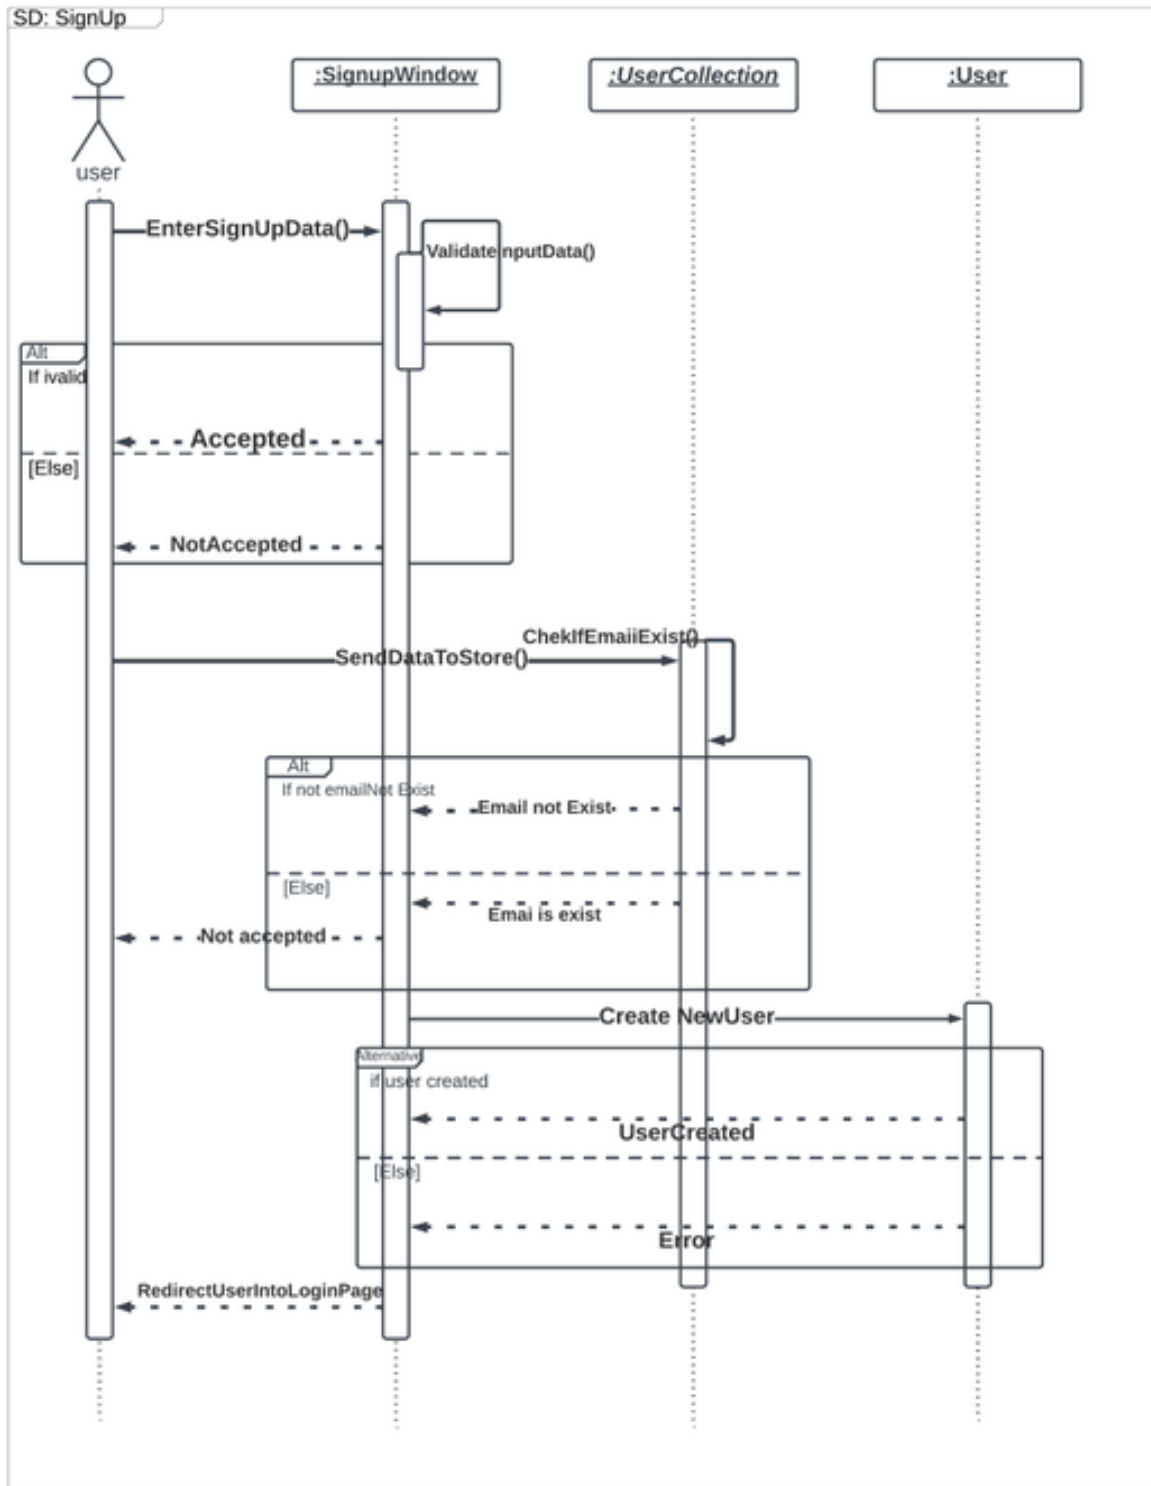 SD: SignUp
:SignupWindow
:UserCollection
:User
user
EnterSignUpData()
ValidateInputData()
Alt
If ivalid
Accepted
[Else]
NotAccepted
ChekIfEmaiiExist()
SendDataToStore()
Alt
If not emailNot Exist
Email not Exist
[Else]
Emai is exist
Not accepted
Create NewUser
Alternative
if user created
UserCreated
[Else]
Error
RedirectUserIntoLoginPage